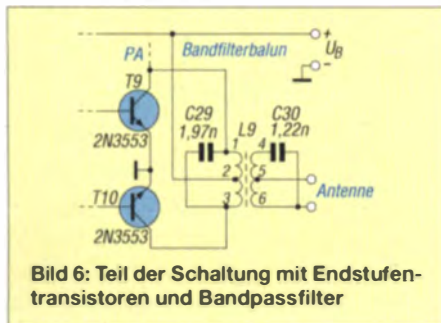 PA
Bandfilterbalun
+
U_B
−
T9
2N3553
C29
1,97n
L9
C30
1,22n
1
4
2
5
3
6
Antenne
T10
2N3553
Bild 6: Teil der Schaltung mit Endstufen-
transistoren und Bandpassfilter